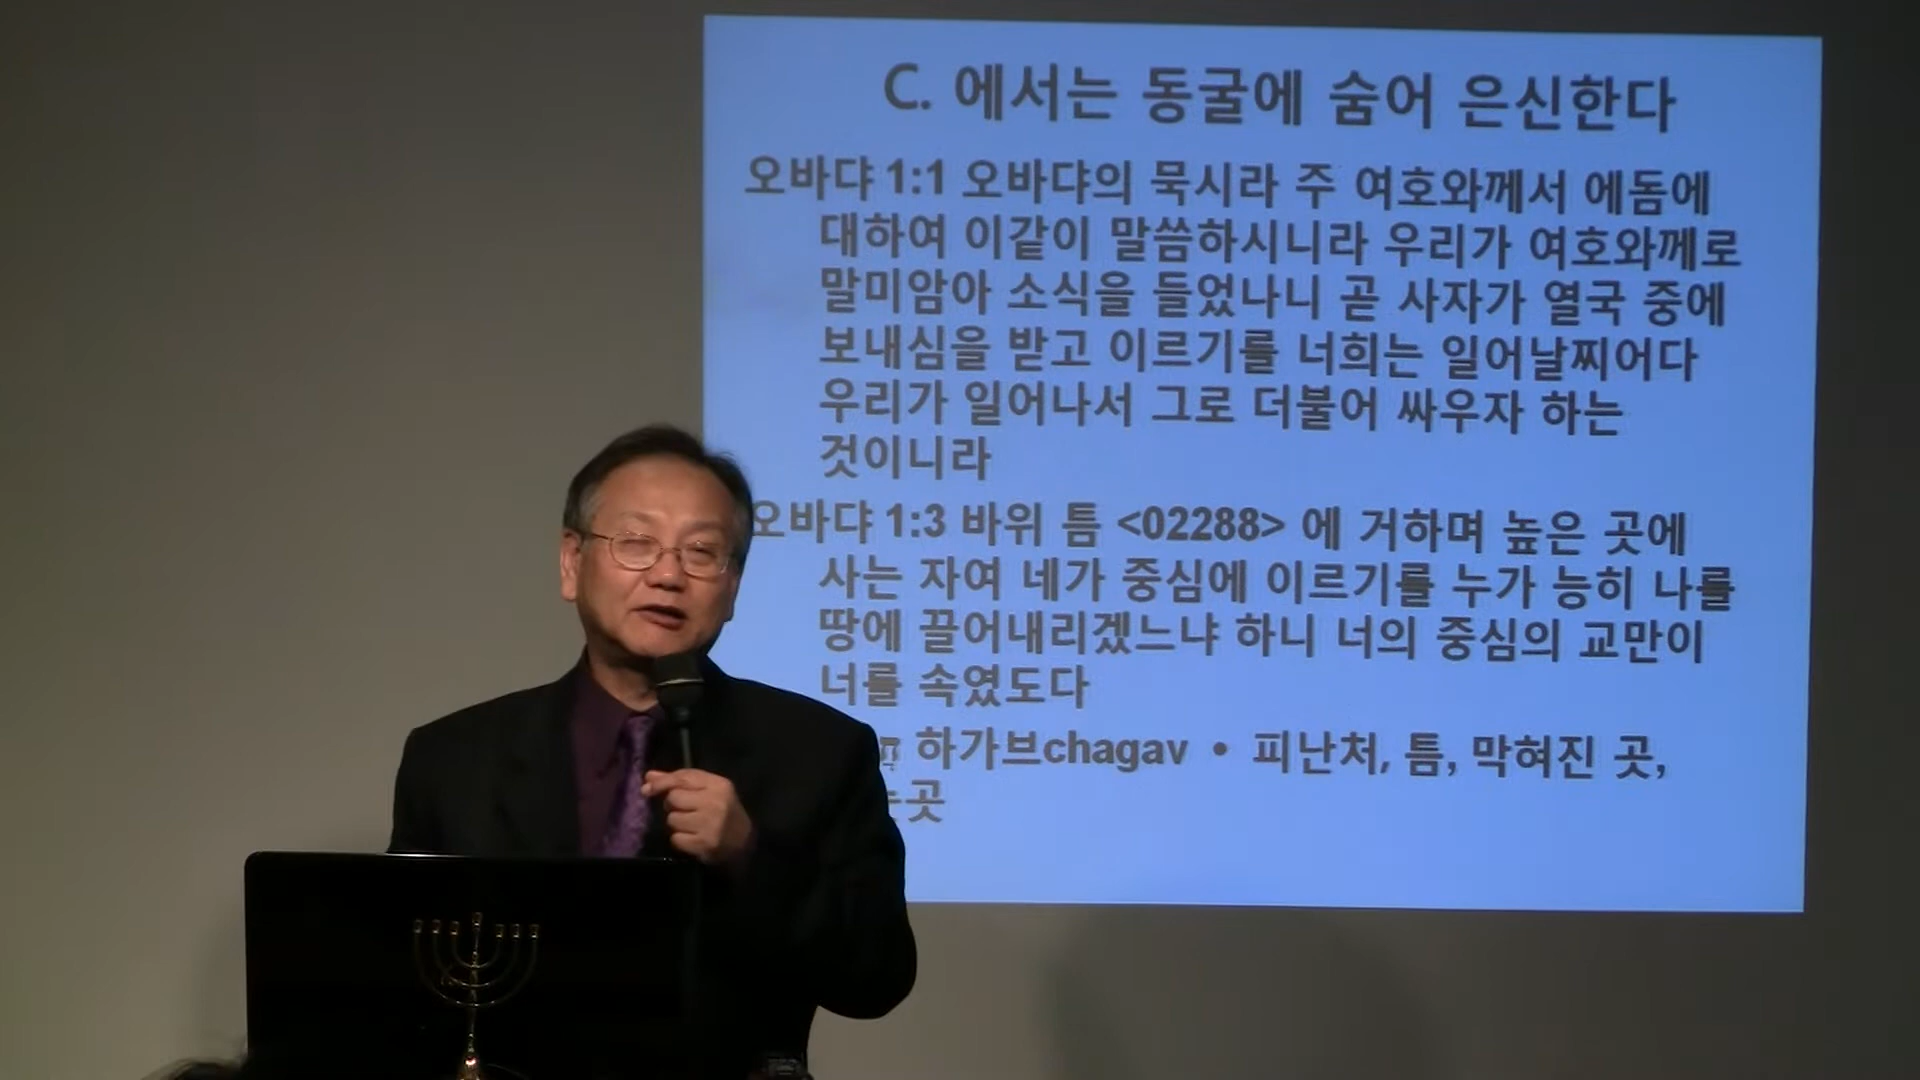 C. 에서는 동굴에 숨어 은신한다
오바댜 1:1 오바댜의 묵시라 주 여호와께서 에돔에
대하여 이같이 말씀하시니라 우리가 여호와께로
말미암아 소식을 들었나니 곧 사자가 열국 중에
보내심을 받고 이르기를 너희는 일어날찌어다
우리가 일어나서 그로 더불어 싸우자 하는
것이니라
오바댜 1:3 바위 틈 <02288> 에 거하며 높은 곳에
사는 자여 네가 중심에 이르기를 누가 능히 나를
땅에 끌어내리겠느냐 하니 너의 중심의 교만이
너를 속였도다
하가브chagav • 피난처, 틈, 막혀진 곳,
곳